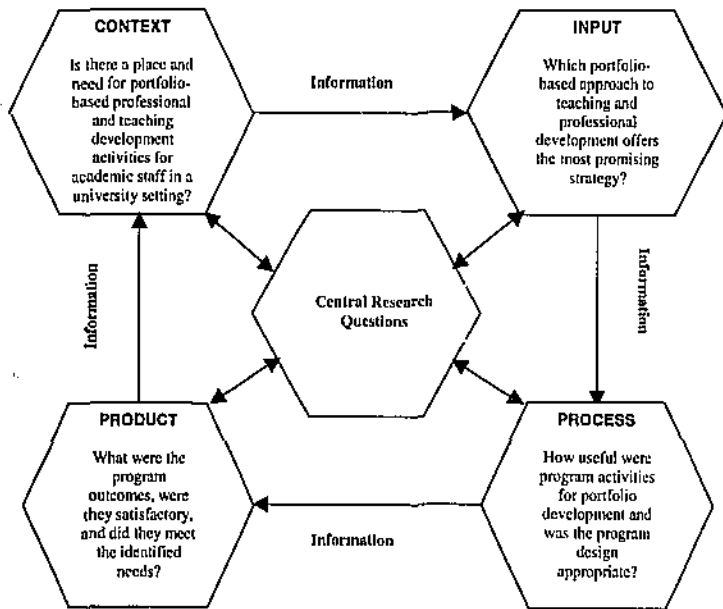 CONTEXT
Is there a place and
need for portfolio-
based professional
and teaching
development
activities for
academic staff in a
university setting?
Information
INPUT
Which portfolio-
based approach to
teaching and
professional
development offers
the most promising
strategy?
Information
Central Research
Questions
Information
PRODUCT
What were the
program
outcomes, were
they satisfactory,
and did they meet
the identified
needs?
Information
PROCESS
How useful were
program activities
for portfolio
development and
was the program
design
appropriate?